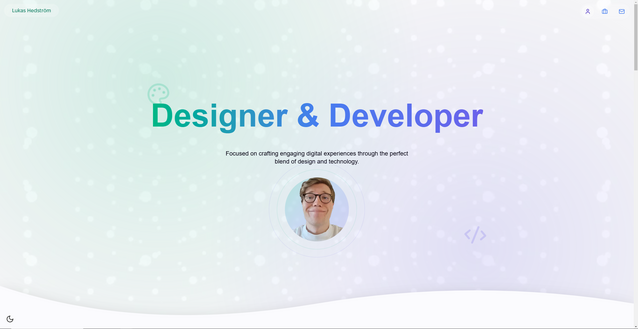 Lukas Hedström
Designer & Developer
Focused on crafting engaging digital experiences through the perfect
blend of design and technology.